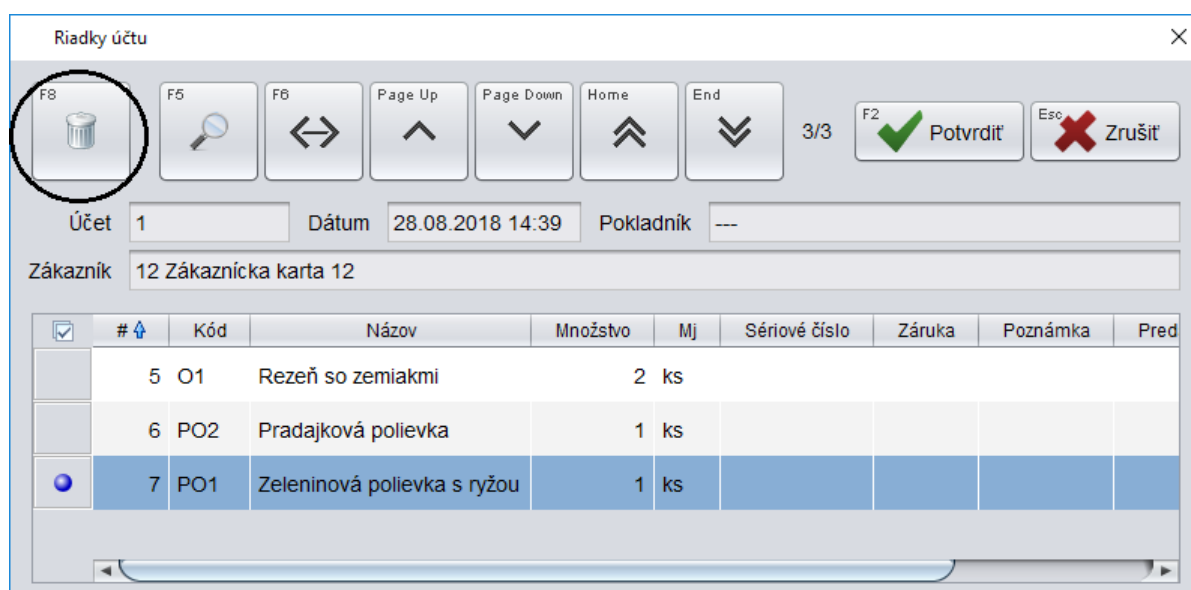 Riadky účtu
F8 F5 F6 Page Up Page Down Home End 3/3 F2 Potvrdiť Esc Zrušiť
Účet 1 Dátum 28.08.2018 14:39 Pokladník ---
Zákazník 12 Zákaznícka karta 12
# Kód Názov Množstvo Mj Sériové číslo Záruka Poznámka Pred
5 O1 Rezeň so zemiakmi 2 ks
6 PO2 Pradajková polievka 1 ks
7 PO1 Zeleninová polievka s ryžou 1 ks